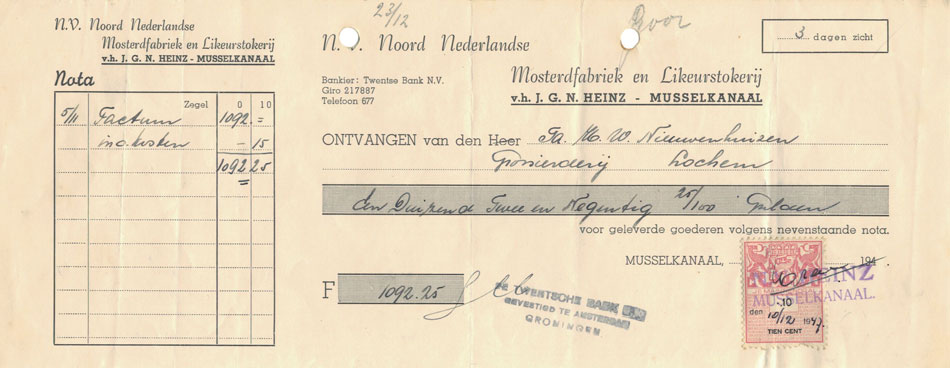 N.V. Noord Nederlandse
Mosterdfabriek en Likeurstokerij
v.h. J. G. N. HEINZ - MUSSELKANAAL
Nota
Zegel 0 10
5/11 Factuur 1092 =
inc. kosten - 15
1092 25
23/12
N.V. Noord Nederlandse
Bankier: Twentse Bank N.V.
Giro 217887
Telefoon 677
3 dagen zicht
Mosterdfabriek en Likeurstokerij
v.h. J. G. N. HEINZ - MUSSELKANAAL
ONTVANGEN van den Heer Fa. M. W. Nieuwenhuizen
Grossierderij Lochem
Een Duizend Twee en Negentig 25/100 Gulden
voor geleverde goederen volgens nevenstaande nota.
MUSSELKANAAL, 194
HEINZ
MUSSELKANAAL.
F 1092.25
DE TWENTSCHE BANK N.V.
GEVESTIGD TE AMSTERDAM
GRONINGEN
10
den 10/12 1947.
TIEN CENT